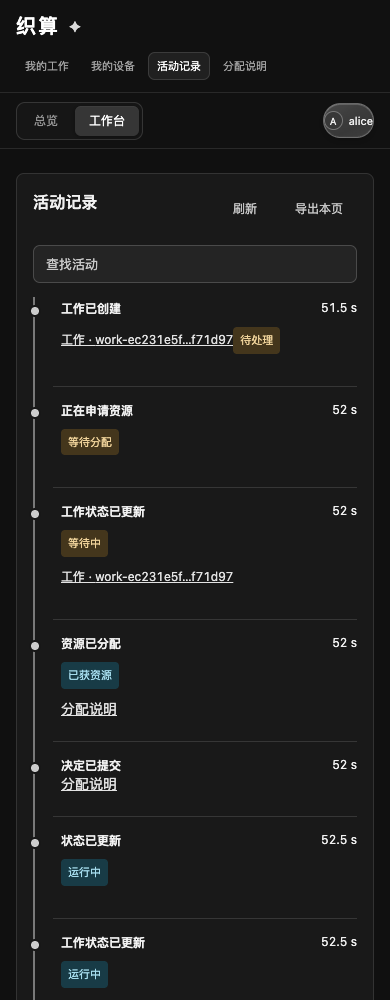 织算
我的工作 我的设备 活动记录 分配说明
总览 工作台 A alice
活动记录 刷新 导出本页
查找活动
工作已创建 51.5 s
工作 · work-ec231e5f…f71d97 待处理
正在申请资源 52 s
等待分配
工作状态已更新 52 s
等待中
工作 · work-ec231e5f…f71d97
资源已分配 52 s
已获资源
分配说明
决定已提交 52 s
分配说明
状态已更新 52.5 s
运行中
工作状态已更新 52.5 s
运行中